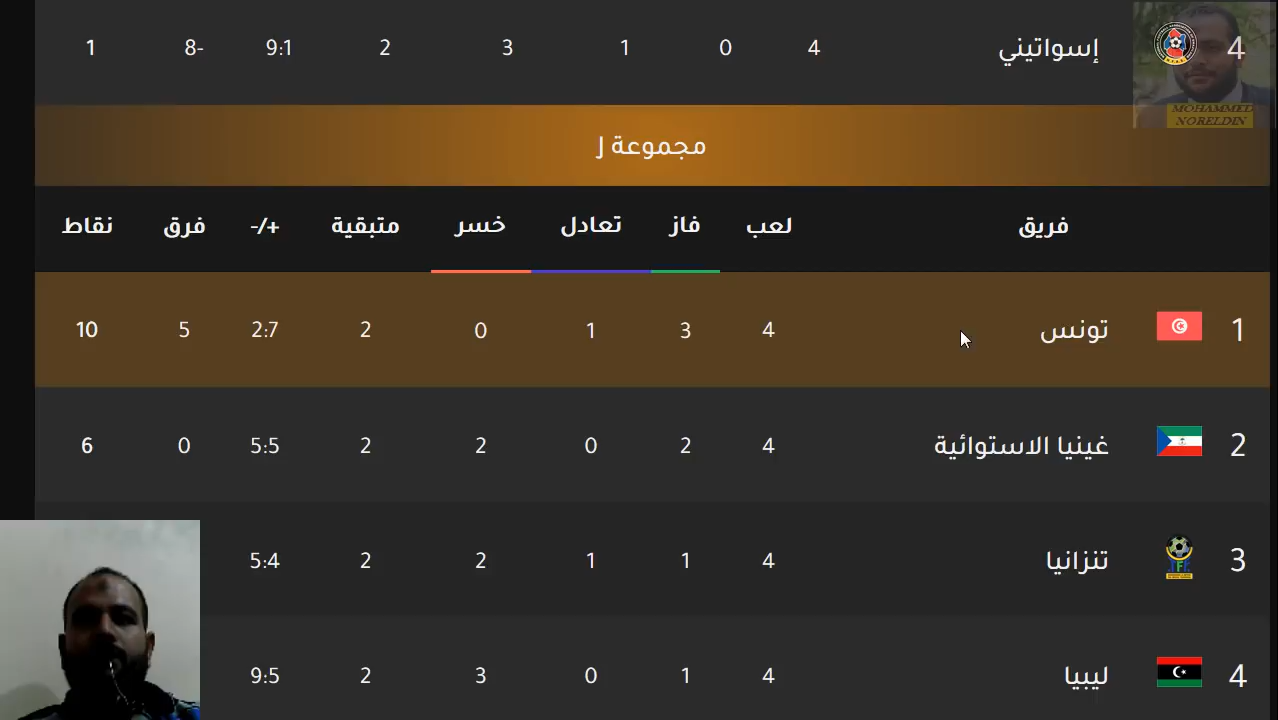 4 إسواتيني 4 0 1 3 2 9:1 8- 1
MOHAMMED
NORELDIN
مجموعة J
فريق لعب فاز تعادل خسر متبقية +/- فرق نقاط
1 تونس 4 3 1 0 2 2:7 5 10
2 غينيا الاستوائية 4 2 0 2 2 5:5 0 6
3 تنزانيا 4 1 1 2 2 5:4
4 ليبيا 4 1 0 3 2 9:5